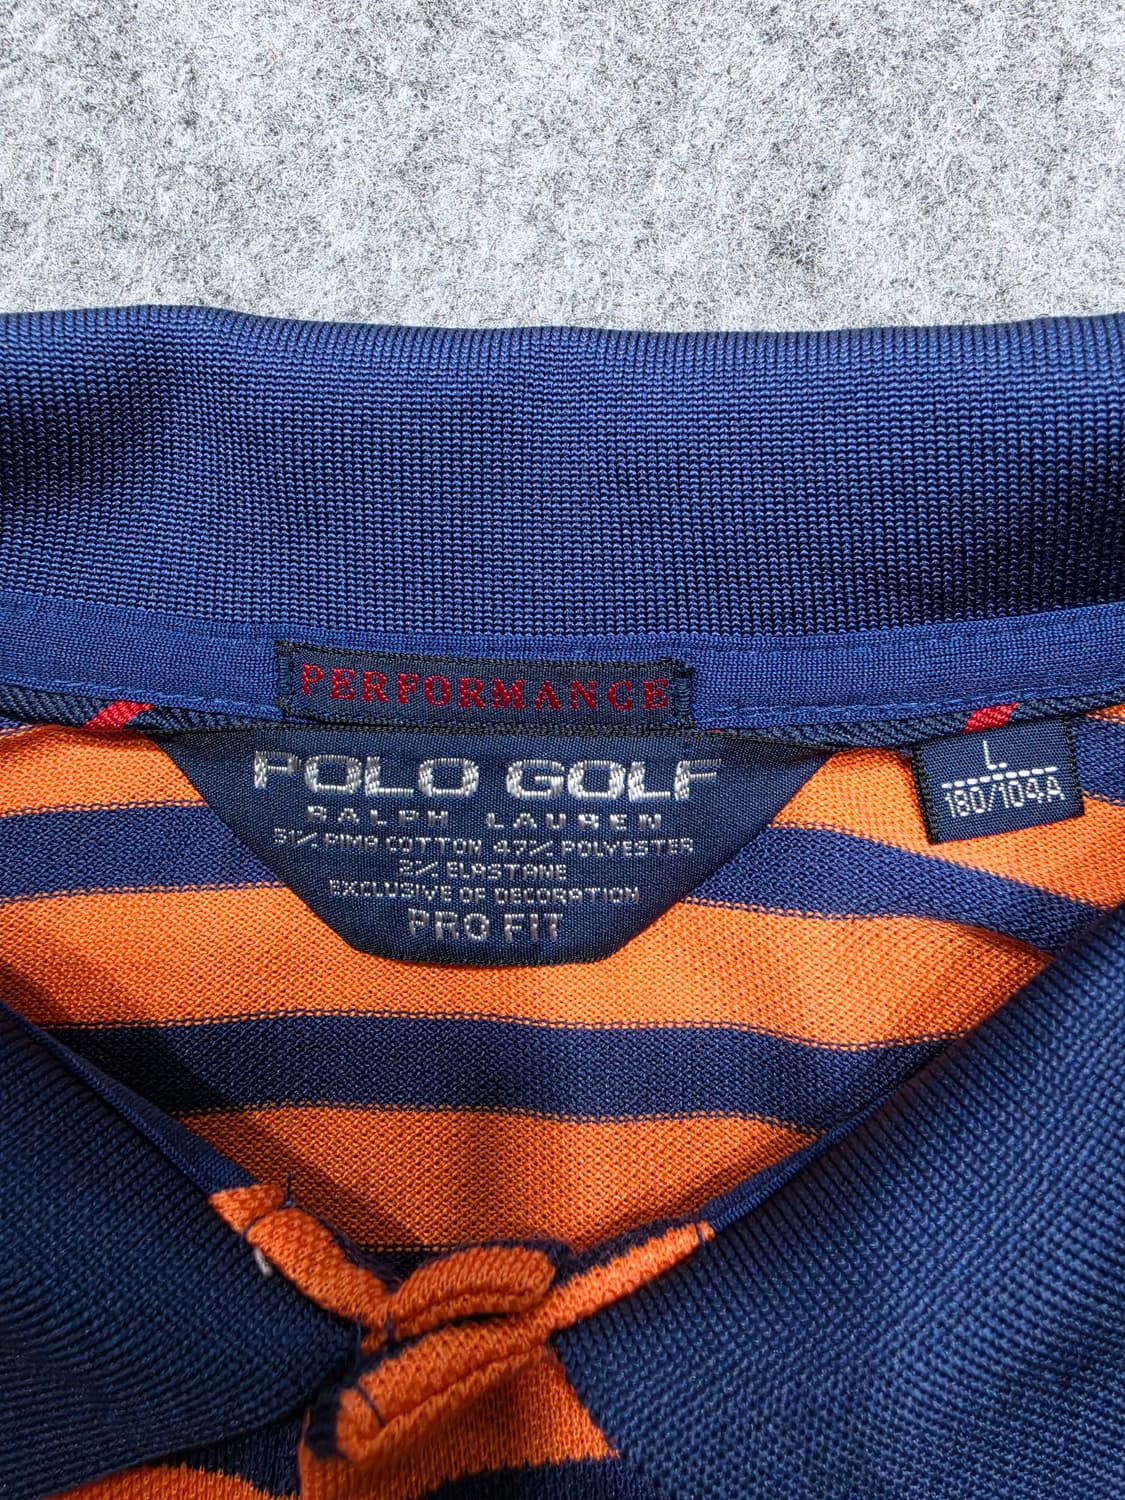 PERFORMANCE
POLO GOLF
RALPH LAUREN
51% PIMA COTTON 47% POLYESTER
2% ELASTANE
EXCLUSIVE OF DECORATION
PRO FIT
L
180/104A